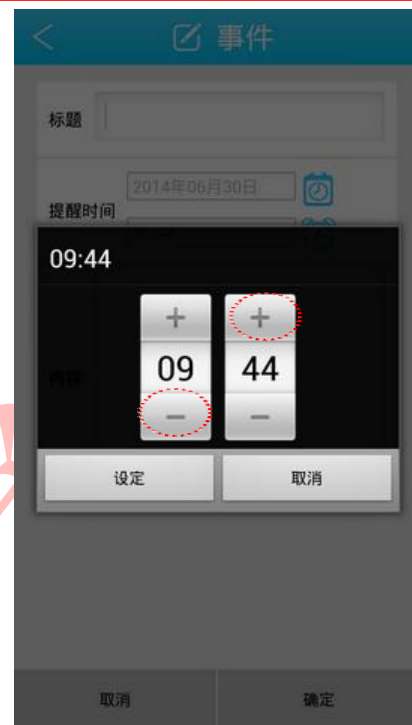 事件
标题
2014年06月30日
提醒时间
09:44
+ +
09 44
内容
- -
设定 取消
取消 确定